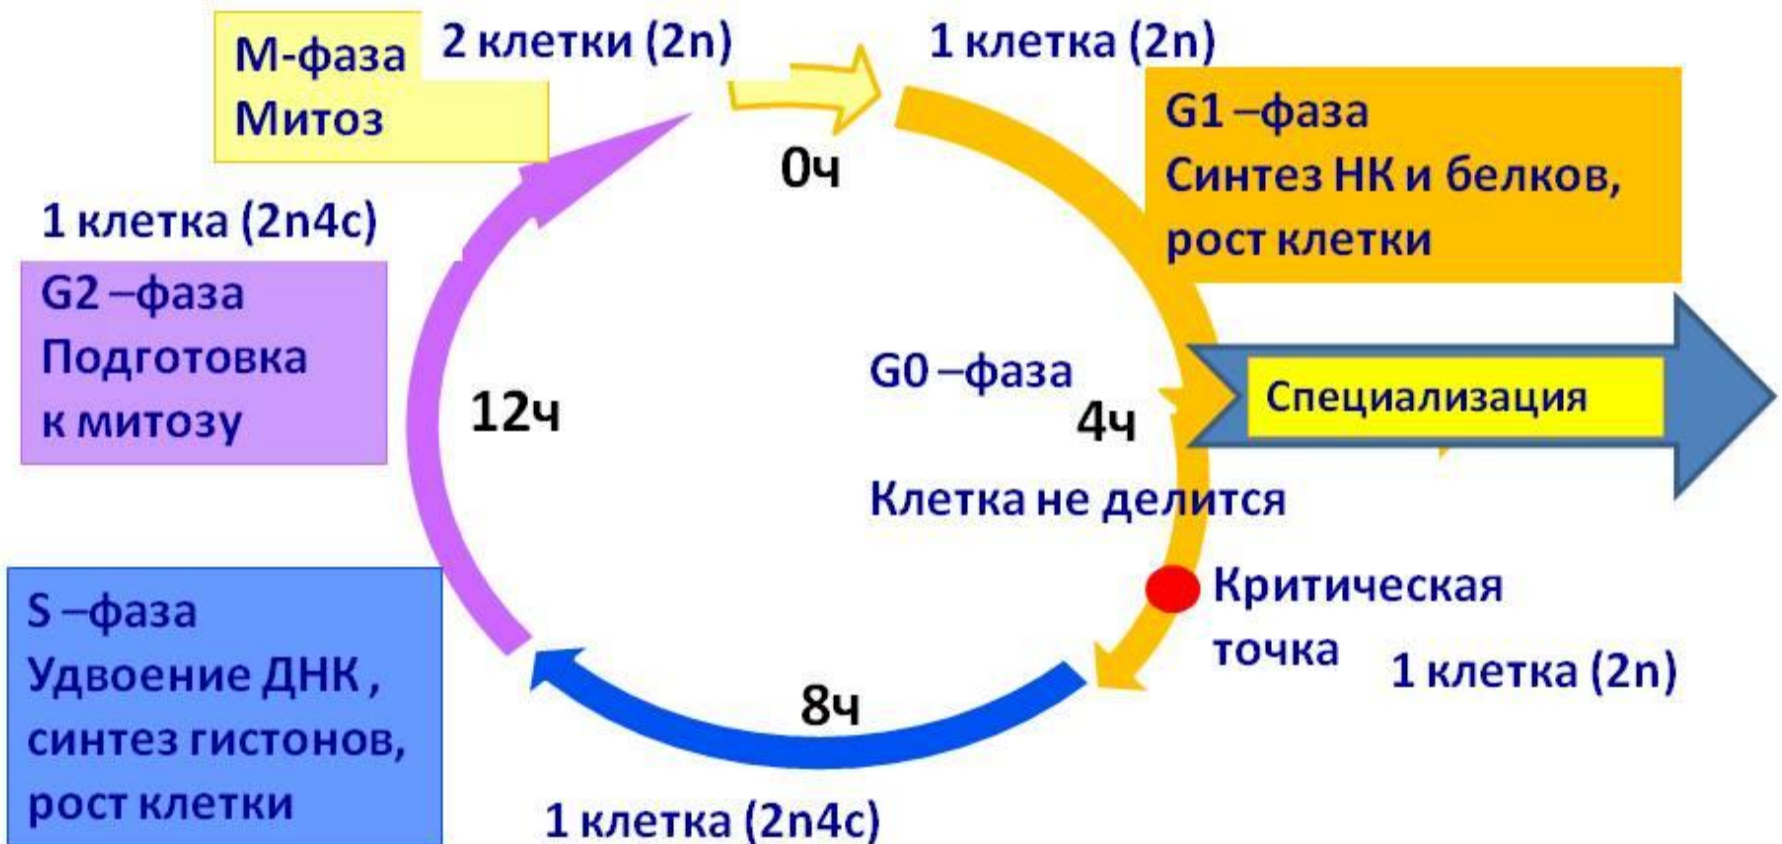 М-фаза
Митоз
2 клетки (2n)
1 клетка (2n)
0ч
G1 –фаза
Синтез НК и белков,
рост клетки
1 клетка (2n4c)
G2 –фаза
Подготовка
к митозу
12ч
G0 –фаза
4ч
Специализация
Клетка не делится
Критическая
точка
1 клетка (2n)
S –фаза
Удвоение ДНК ,
синтез гистонов,
рост клетки
8ч
1 клетка (2n4c)